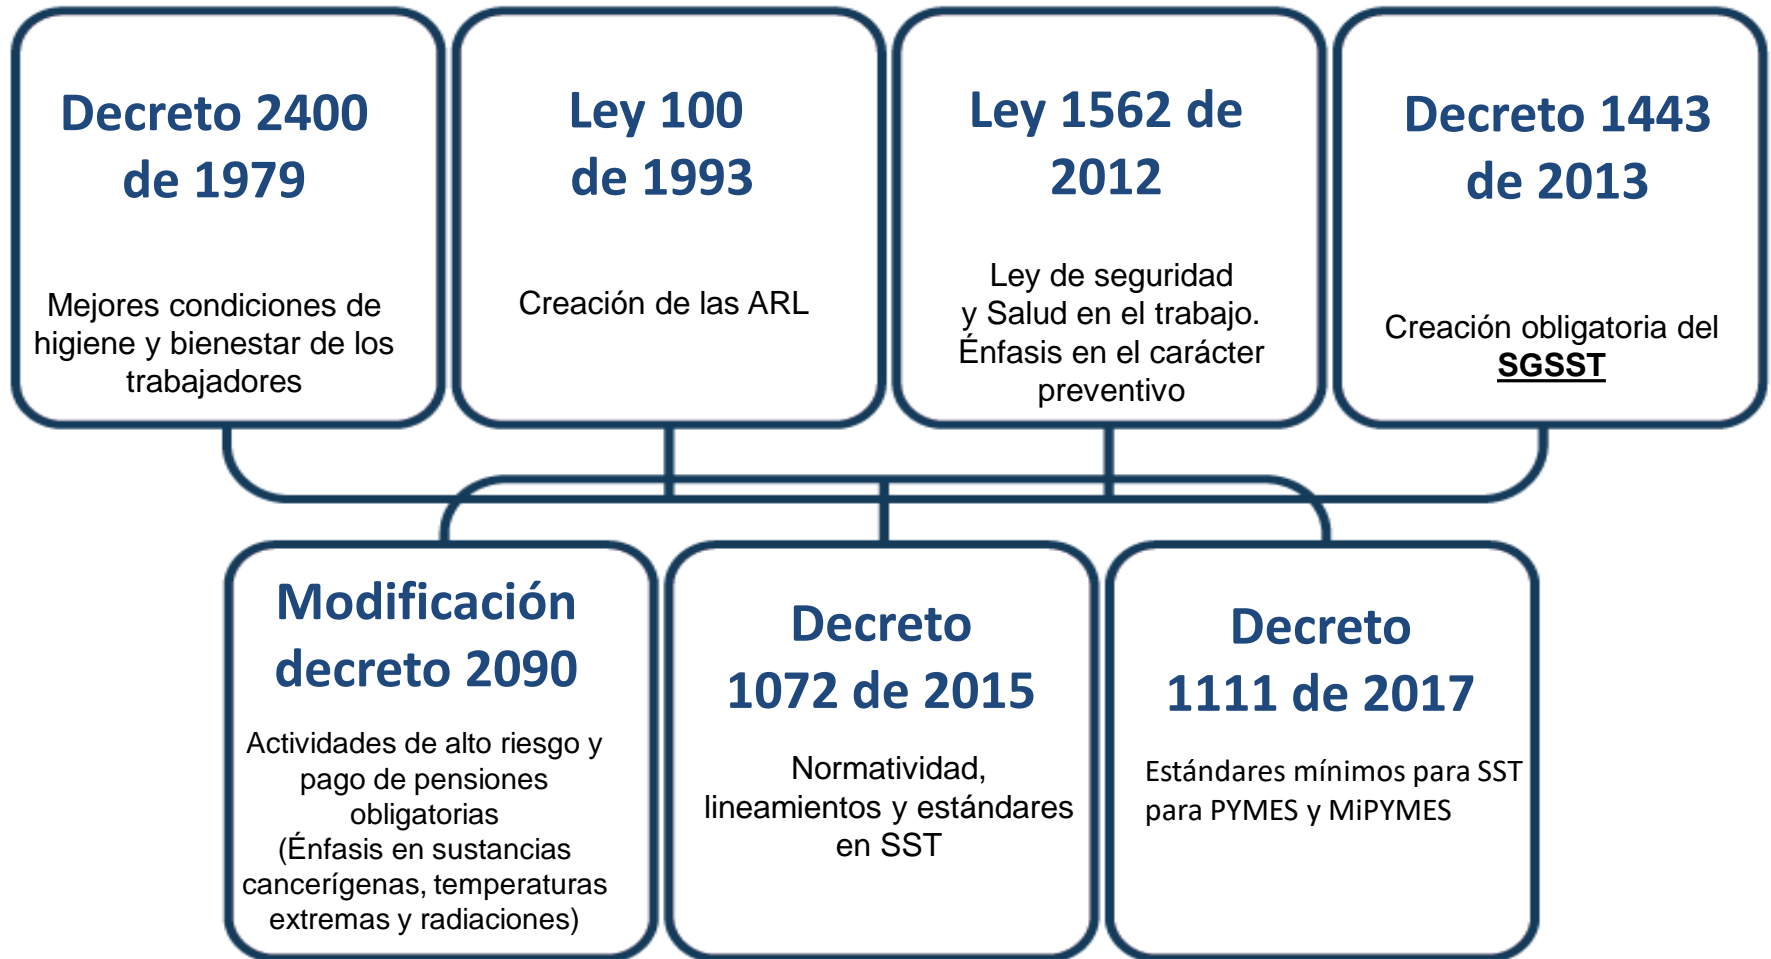 Decreto 2400
de 1979
Mejores condiciones de
higiene y bienestar de los
trabajadores
Ley 100
de 1993
Creación de las ARL
Ley 1562 de
2012
Ley de seguridad
y Salud en el trabajo.
Énfasis en el carácter
preventivo
Decreto 1443
de 2013
Creación obligatoria del
SGSST
Modificación
decreto 2090
Actividades de alto riesgo y
pago de pensiones
obligatorias
(Énfasis en sustancias
cancerígenas, temperaturas
extremas y radiaciones)
Decreto
1072 de 2015
Normatividad,
lineamientos y estándares
en SST
Decreto
1111 de 2017
Estándares mínimos para SST
para PYMES y MiPYMES